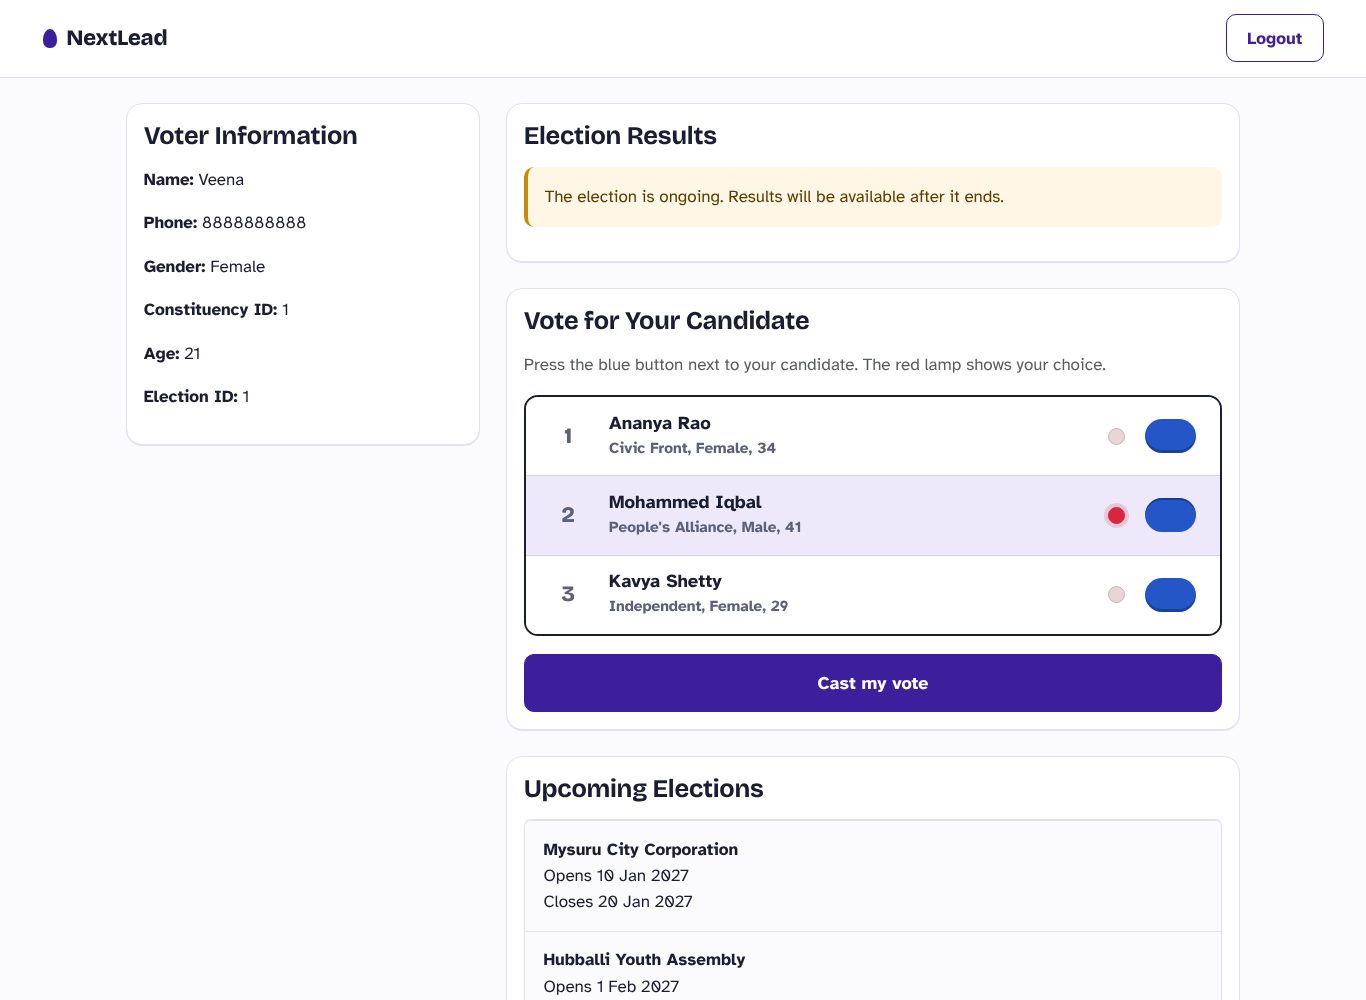 NextLead
Logout
Voter Information
Name: Veena
Phone: 8888888888
Gender: Female
Constituency ID: 1
Age: 21
Election ID: 1
Election Results
The election is ongoing. Results will be available after it ends.
Vote for Your Candidate
Press the blue button next to your candidate. The red lamp shows your choice.
1
Ananya Rao
Civic Front, Female, 34
2
Mohammed Iqbal
People's Alliance, Male, 41
3
Kavya Shetty
Independent, Female, 29
Cast my vote
Upcoming Elections
Mysuru City Corporation
Opens 10 Jan 2027
Closes 20 Jan 2027
Hubballi Youth Assembly
Opens 1 Feb 2027